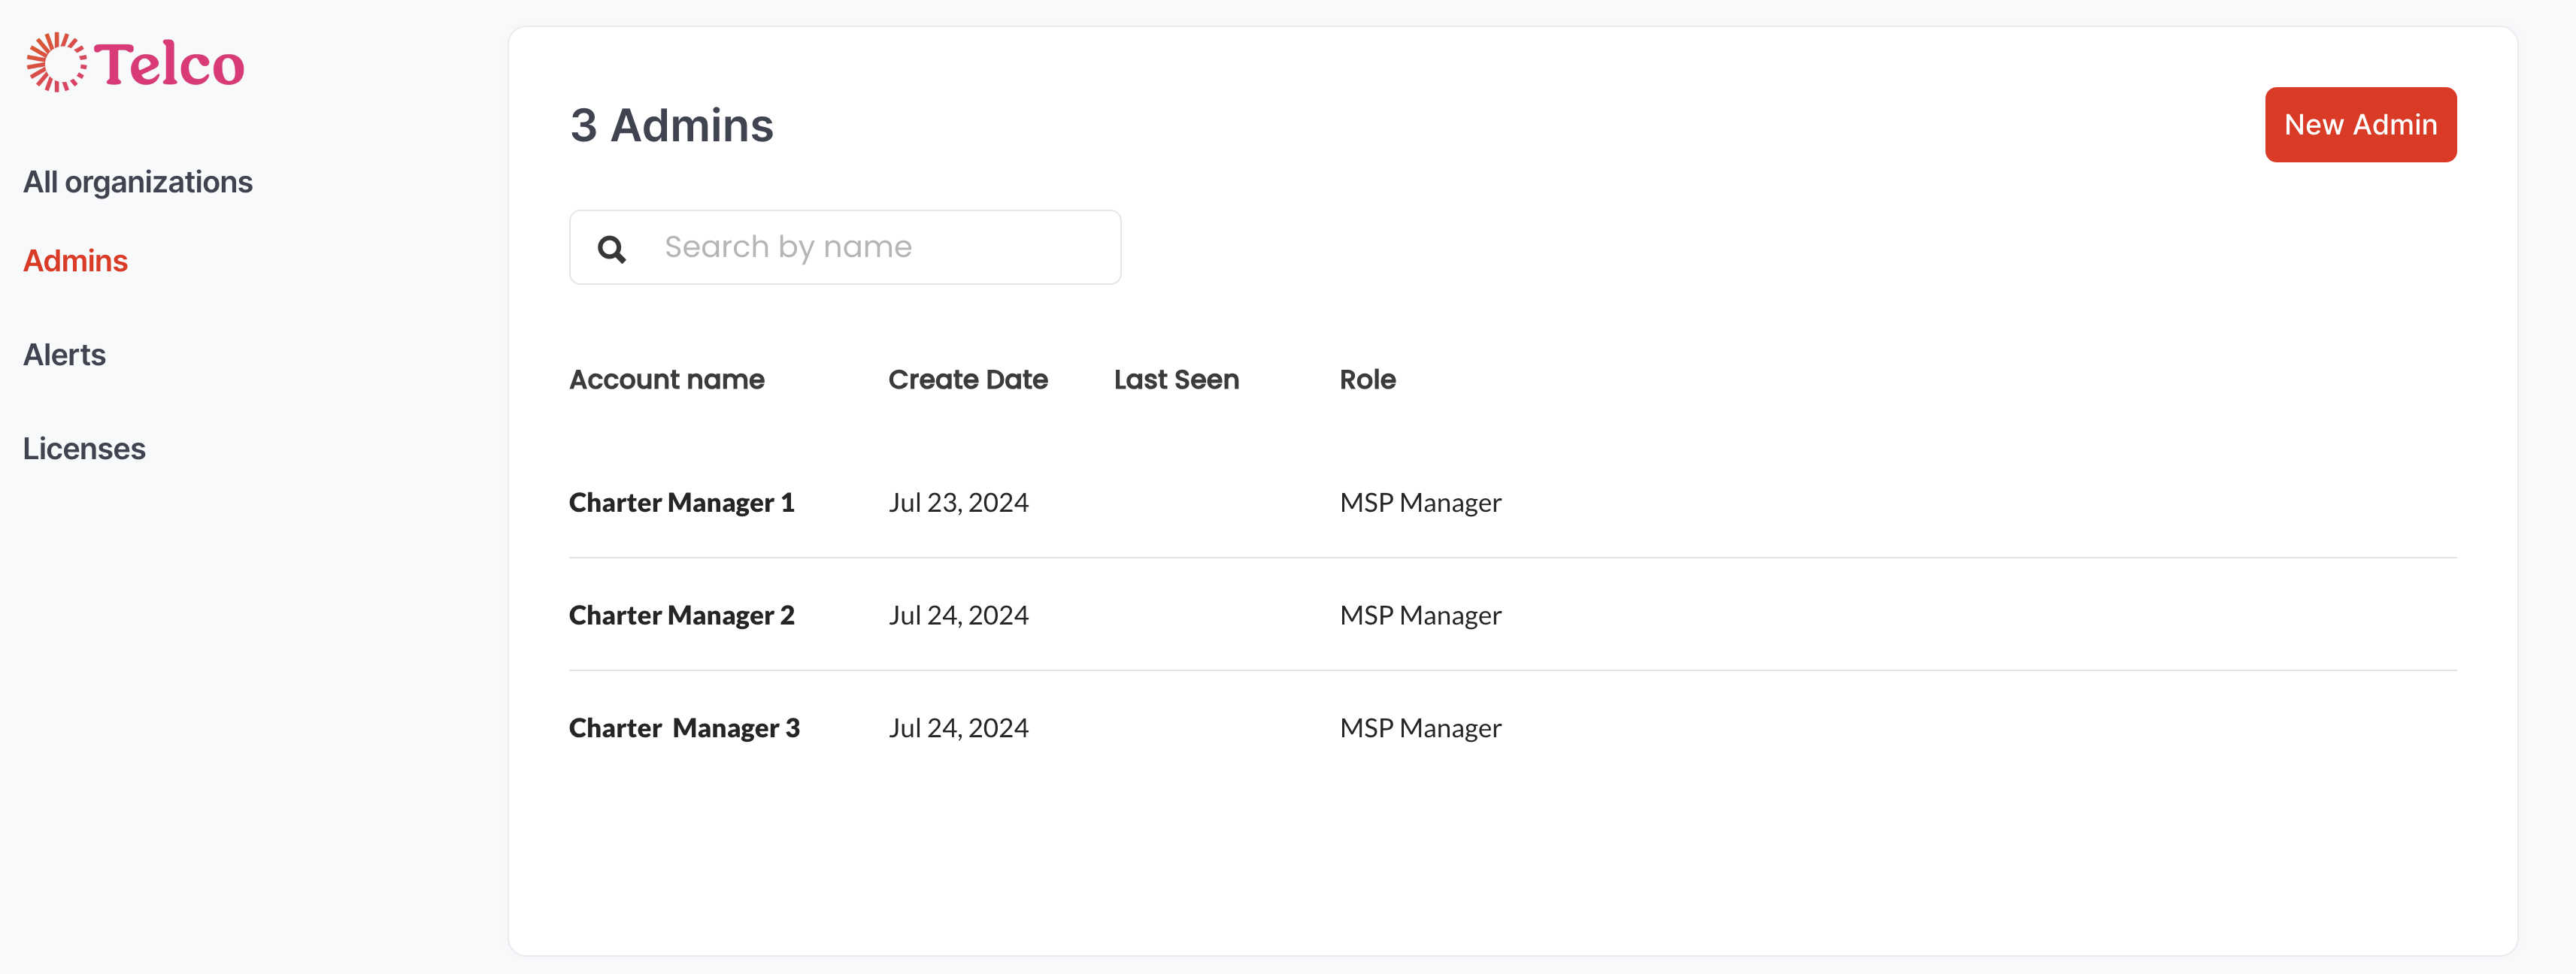 Telco
All organizations
Admins
Alerts
Licenses
3 Admins
New Admin
Search by name
Account name Create Date Last Seen Role
Charter Manager 1 Jul 23, 2024 MSP Manager
Charter Manager 2 Jul 24, 2024 MSP Manager
Charter  Manager 3 Jul 24, 2024 MSP Manager